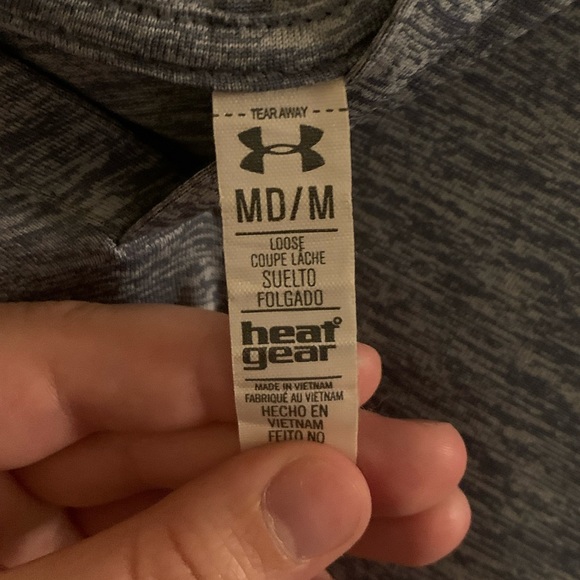 TEAR AWAY
MD/M
LOOSE
COUPE LÂCHE
SUELTO
FOLGADO
heat
gear
MADE IN VIETNAM
FABRIQUÉ AU VIETNAM
HECHO EN
VIETNAM
FEITO NO